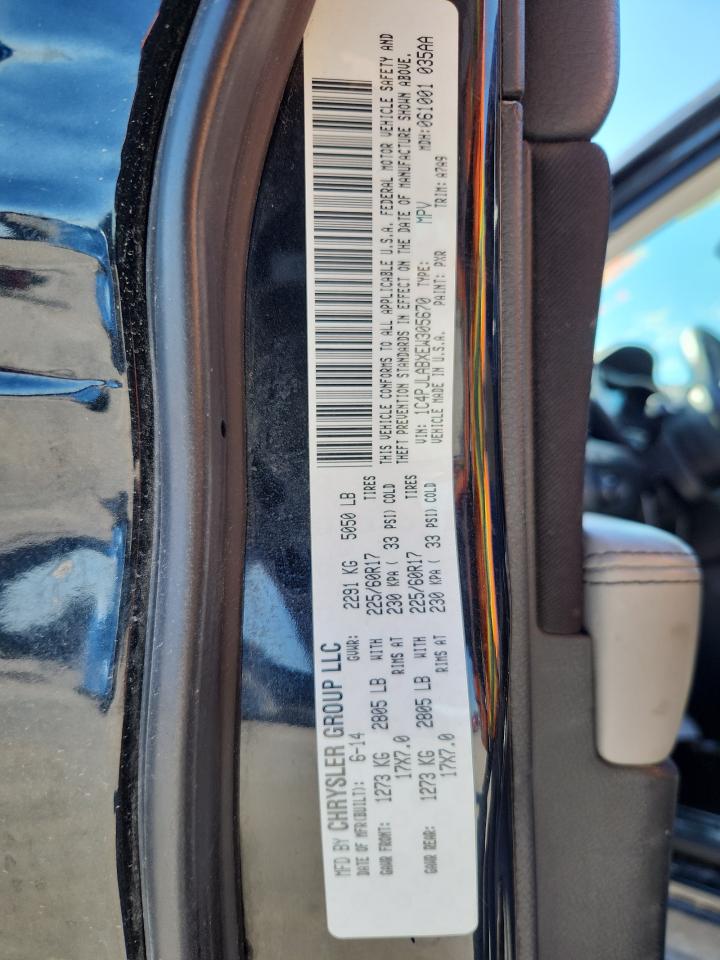 MFD BY CHRYSLER GROUP LLC
DATE OF MFR(BUILT): 6-14 GVWR: 2291 KG 5050 LB
GAWR FRONT: 1273 KG 2805 LB WITH 225/60R17 TIRES
17X7.0 RIMS AT 230 KPA ( 33 PSI) COLD
GAWR REAR: 1273 KG 2805 LB WITH 225/60R17 TIRES
17X7.0 RIMS AT 230 KPA ( 33 PSI) COLD
THIS VEHICLE CONFORMS TO ALL APPLICABLE U.S.A. FEDERAL MOTOR VEHICLE SAFETY AND
THEFT PREVENTION STANDARDS IN EFFECT ON THE DATE OF MANUFACTURE SHOWN ABOVE.
VIN: 1C4PJLABXEW305670 TYPE: MPV MDH:061001 035AA
VEHICLE MADE IN U.S.A. PAINT: PXR TRIM: A7A9